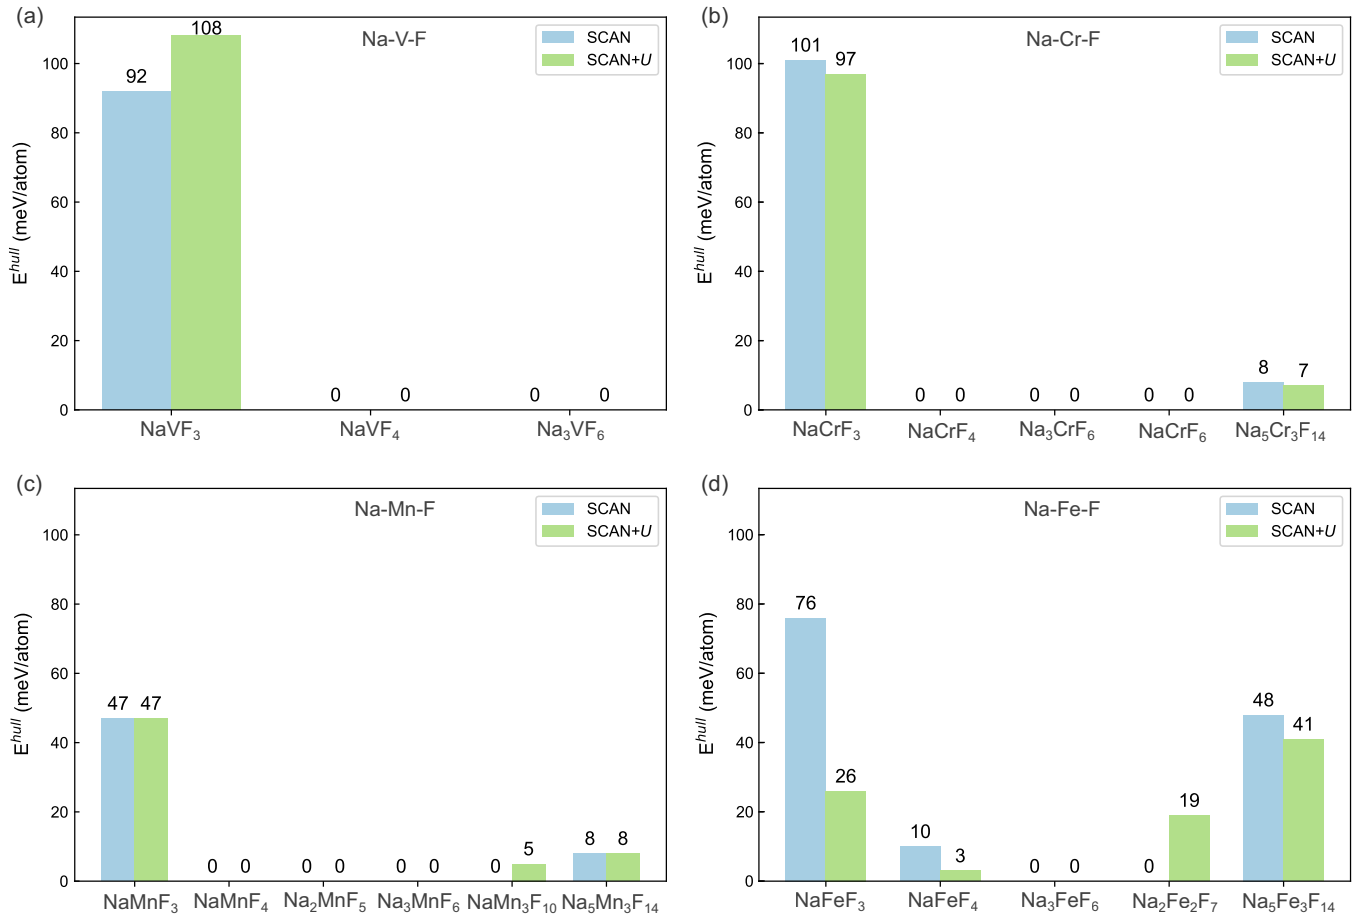 (a)
Na-V-F
SCAN
SCAN+U
108
92
0 0
0 0
100
80
60
40
20
0
E^hull (meV/atom)
NaVF₃ NaVF₄ Na₃VF₆
(b)
Na-Cr-F
SCAN
SCAN+U
101 97
0 0
0 0
0 0
8 7
100
80
60
40
20
0
E^hull (meV/atom)
NaCrF₃ NaCrF₄ Na₃CrF₆ NaCrF₆ Na₅Cr₃F₁₄
(c)
Na-Mn-F
SCAN
SCAN+U
47 47
0 0
0 0
0 0
0 5
8 8
100
80
60
40
20
0
E^hull (meV/atom)
NaMnF₃ NaMnF₄ Na₂MnF₅ Na₃MnF₆ NaMn₃F₁₀ Na₅Mn₃F₁₄
(d)
Na-Fe-F
SCAN
SCAN+U
76 26
10 3
0 0
0 19
48 41
100
80
60
40
20
0
E^hull (meV/atom)
NaFeF₃ NaFeF₄ Na₃FeF₆ Na₂Fe₂F₇ Na₅Fe₃F₁₄